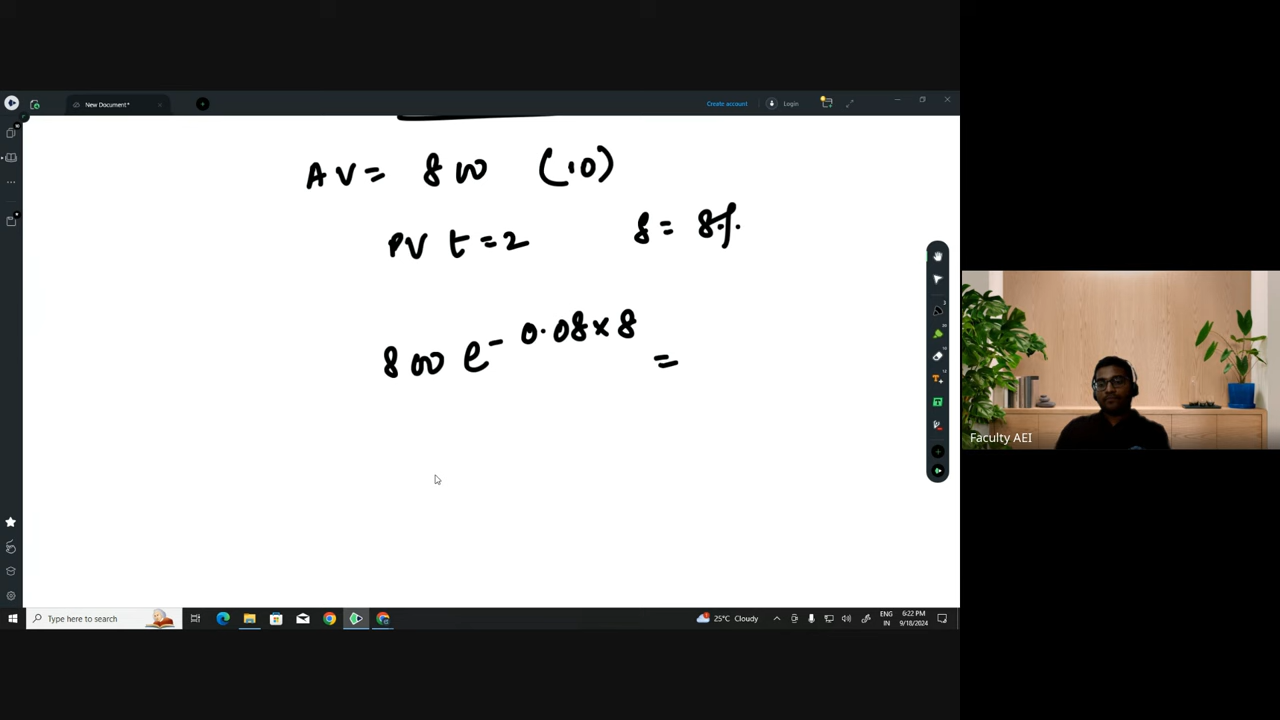 New Document*
Create account
Login
AV = 800 (10)
PV t = 2 δ = 8%
800 e^- 0.08 × 8 =
Faculty AEI
Type here to search
25°C Cloudy
ENG
IN
6:22 PM
9/18/2024